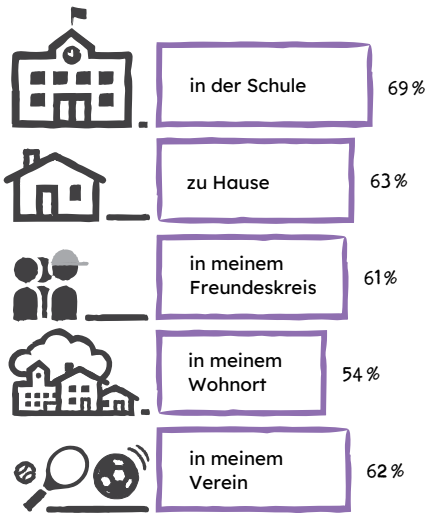 in der Schule
69%
zu Hause
63%
in meinem
Freundeskreis
61%
in meinem
Wohnort
54%
in meinem
Verein
62%